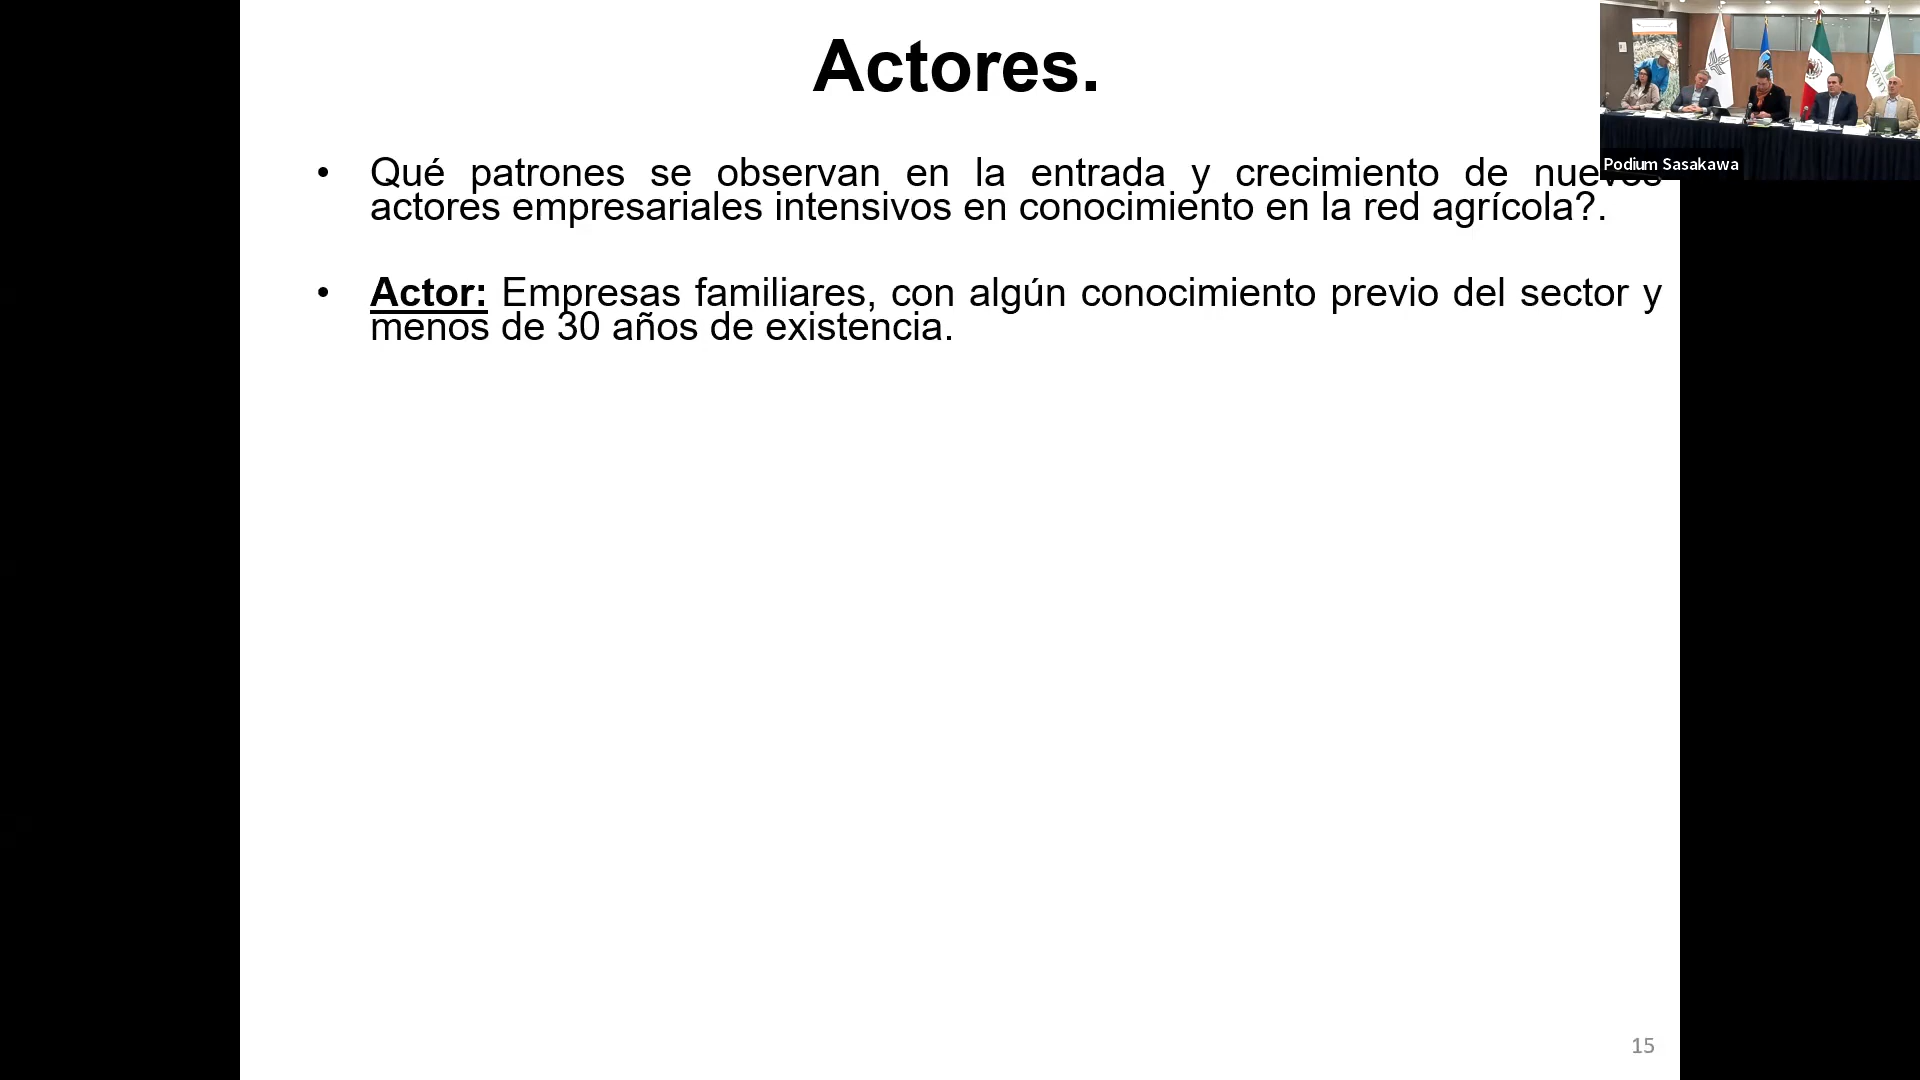 Actores.
• Qué patrones se observan en la entrada y crecimiento de nuevos
actores empresariales intensivos en conocimiento en la red agrícola?.
• Actor: Empresas familiares, con algún conocimiento previo del sector y
menos de 30 años de existencia.
Podium Sasakawa
15